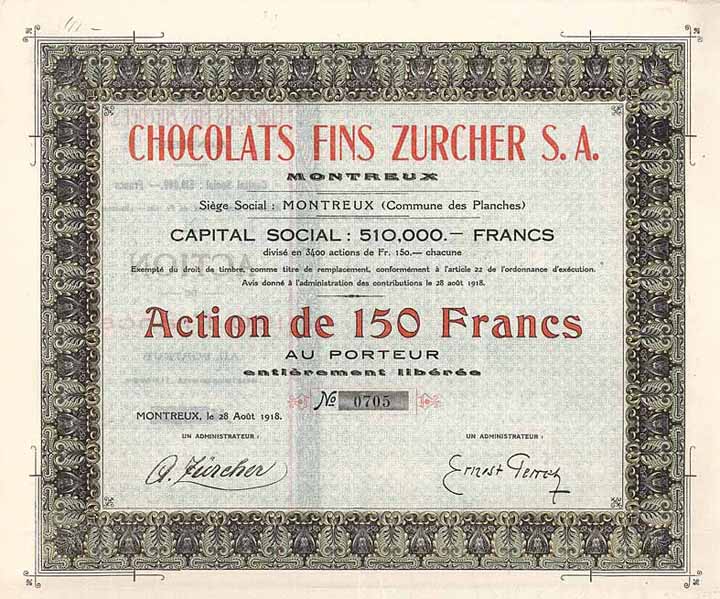 CHOCOLATS FINS ZURCHER S.A.
MONTREUX
Siège Social : MONTREUX (Commune des Planches)
CAPITAL SOCIAL : 510,000.— FRANCS
divisé en 3400 actions de Fr. 150.— chacune
Exempté du droit de timbre, comme titre de remplacement, conformément à l'article 22 de l'ordonnance d'exécution.
Avis donné à l'administration des contributions le 28 août 1918.
Action de 150 Francs
AU PORTEUR
entièrement libérée
No 0705
MONTREUX, le 28 Août 1918.
UN ADMINISTRATEUR : UN ADMINISTRATEUR :
A. Zürcher Ernest Perret